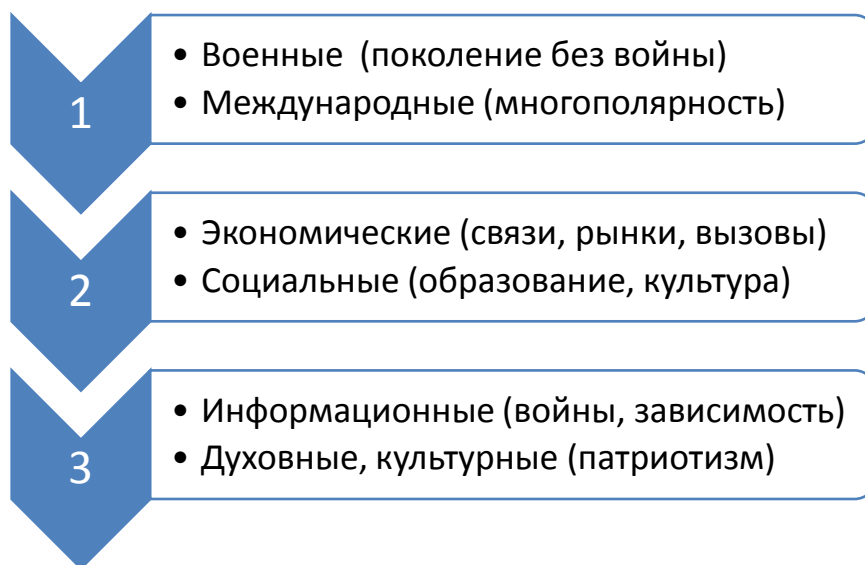 1
• Военные (поколение без войны)
• Международные (многополярность)
2
• Экономические (связи, рынки, вызовы)
• Социальные (образование, культура)
3
• Информационные (войны, зависимость)
• Духовные, культурные (патриотизм)